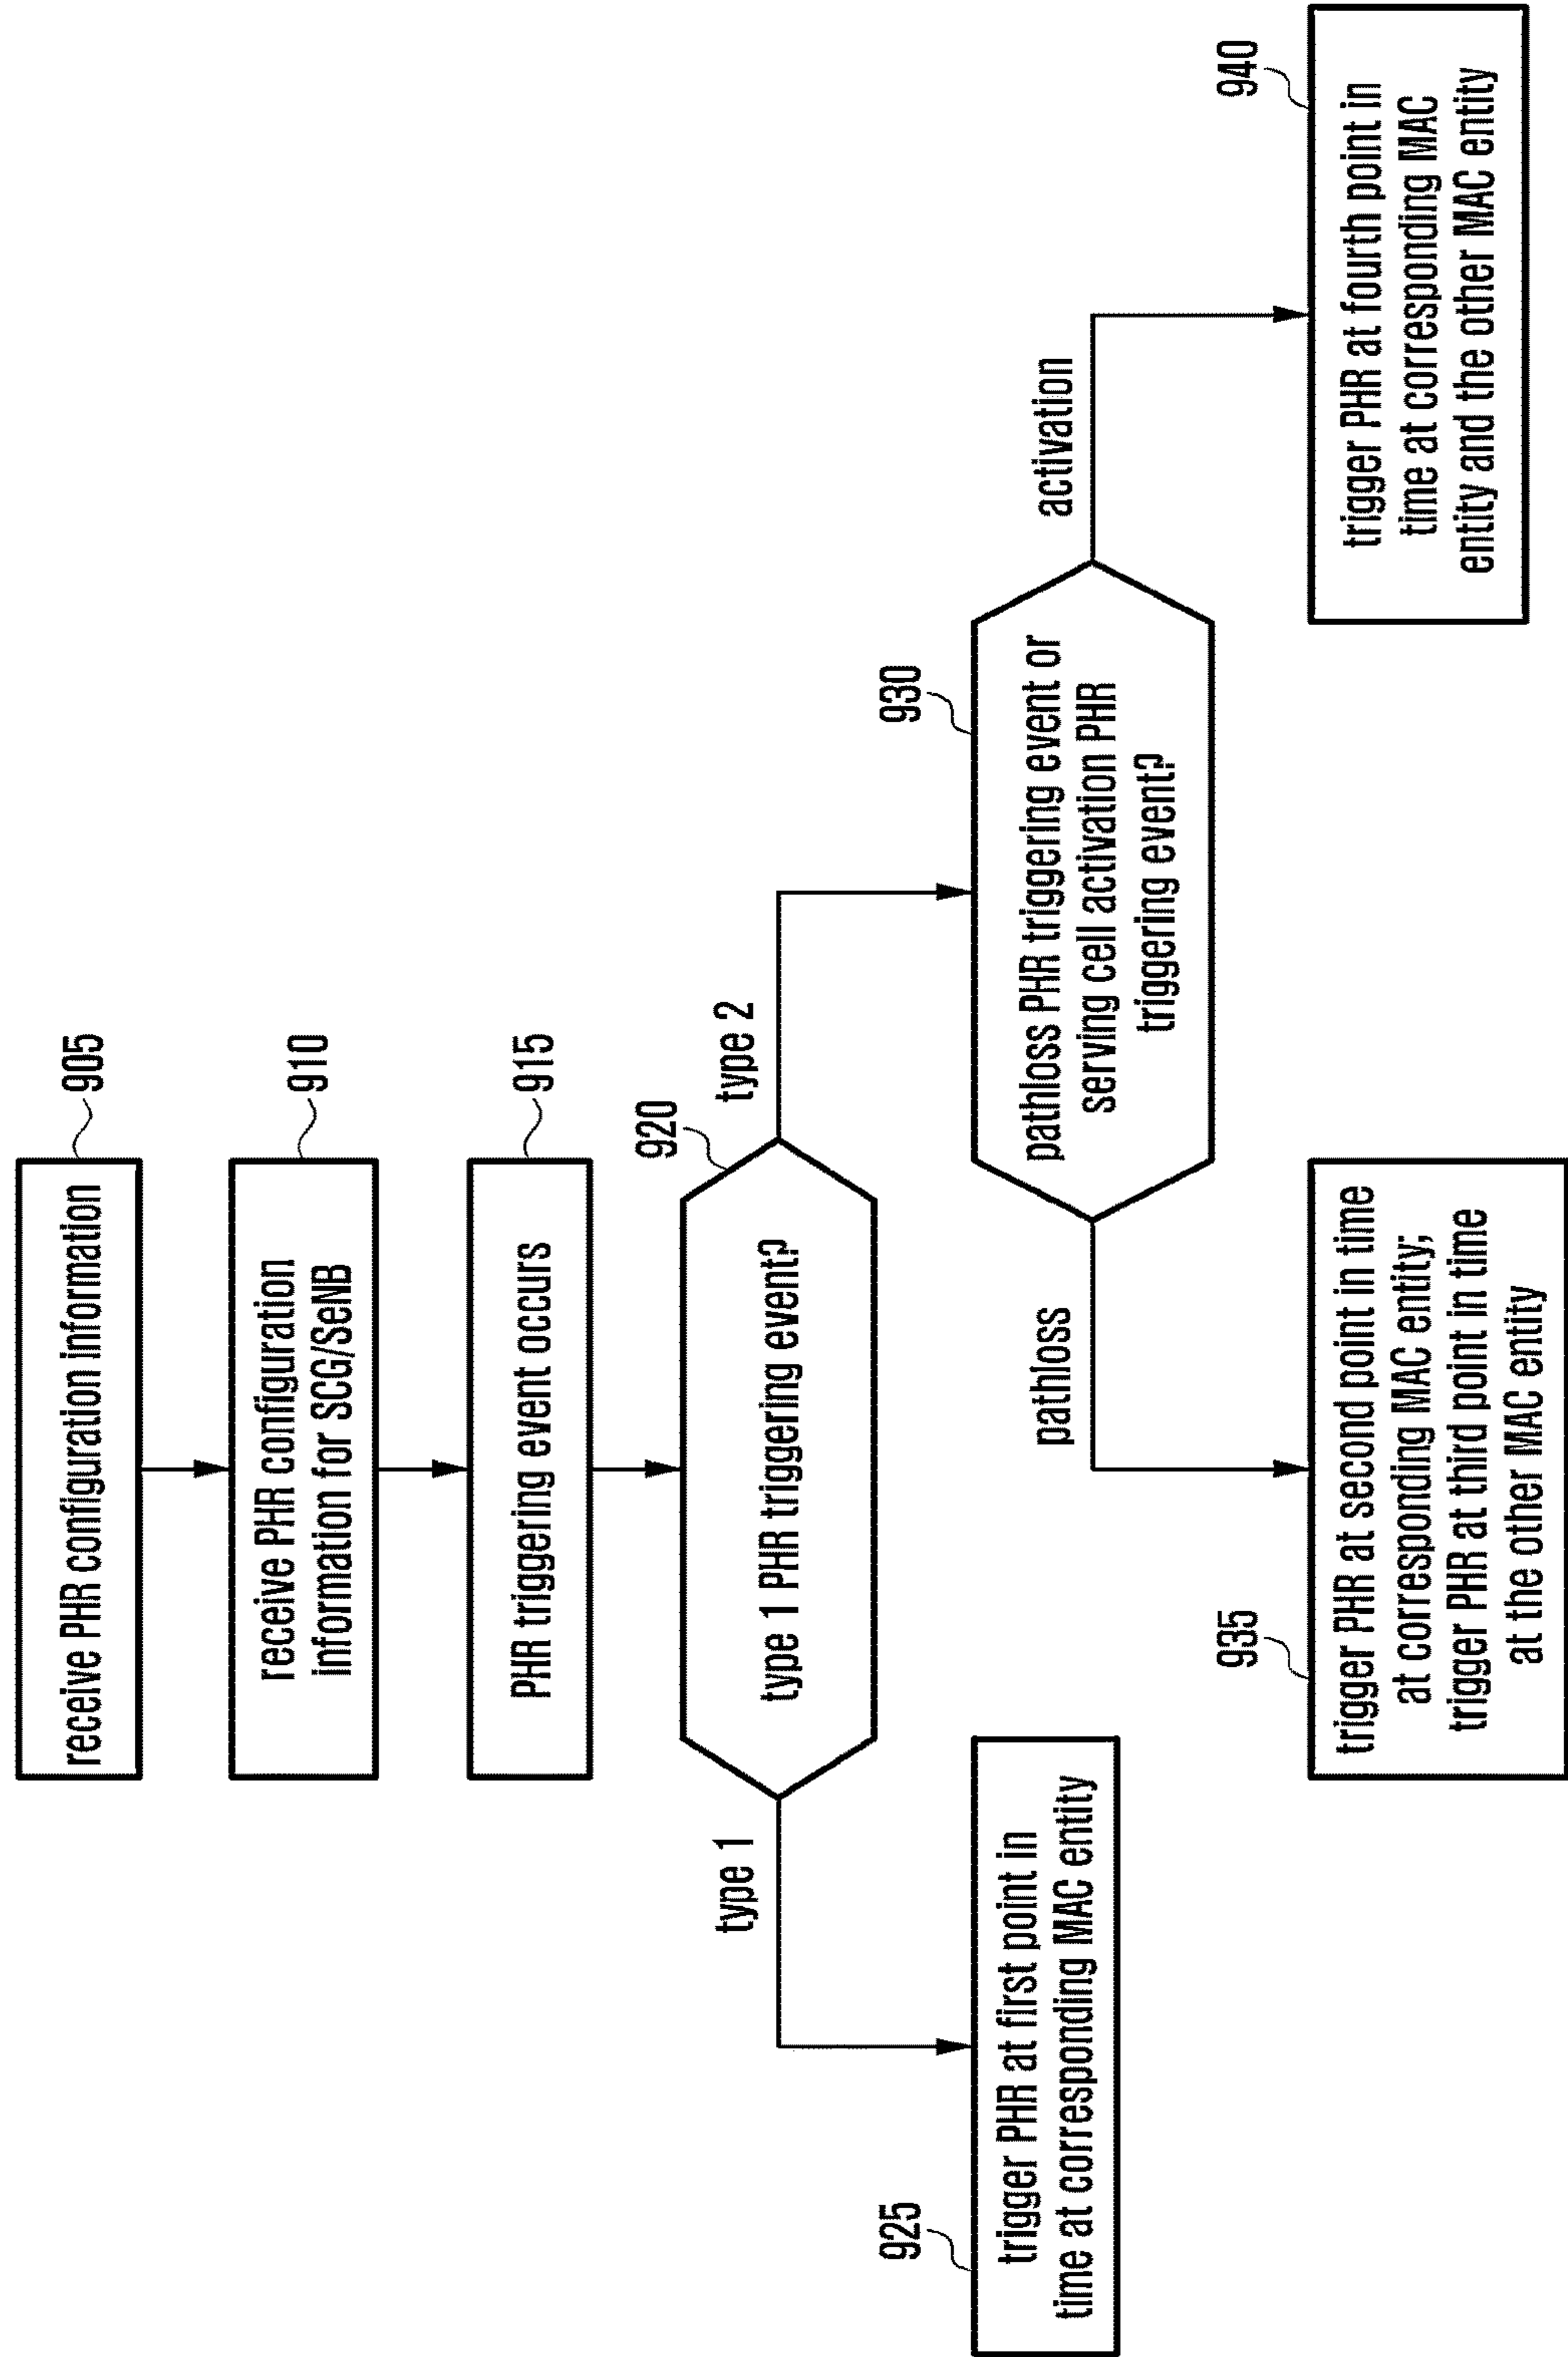 receive PHR configuration information
905
receive PHR configuration
information for SCG/SeNB
910
PHR triggering event occurs
915
type 1 PHR triggering event?
920
type 1
type 2
trigger PHR at first point in
time at corresponding MAC entity
925
pathloss PHR triggering event or
serving cell activation PHR
triggering event?
930
pathloss
activation
trigger PHR at second point in time
at corresponding MAC entity;
trigger PHR at third point in time
at the other MAC entity
935
trigger PHR at fourth point in
time at corresponding MAC
entity and the other MAC entity
940